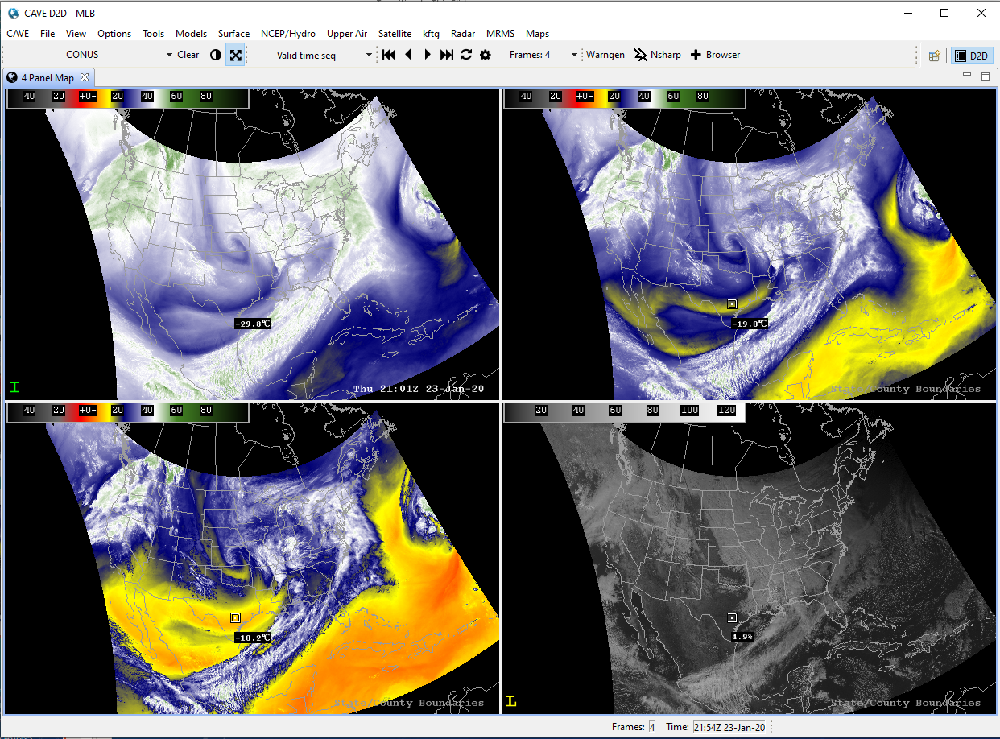 CAVE D2D - MLB
CAVE File View Options Tools Models Surface NCEP/Hydro Upper Air Satellite kftg Radar MRMS Maps
CONUS Clear Valid time seq Frames: 4 Warngen Nsharp Browser D2D
4 Panel Map
40 20 +0- 20 40 60 80
40 20 +0- 20 40 60 80
-29.8℃
-19.0℃
I
Thu 21:01Z 23-Jan-20
State/County Boundaries
40 20 +0- 20 40 60 80
20 40 60 80 100 120
-10.2℃
4.9%
State/County Boundaries
L
State/County Boundaries
Frames: 4 Time: 21:54Z 23-Jan-20